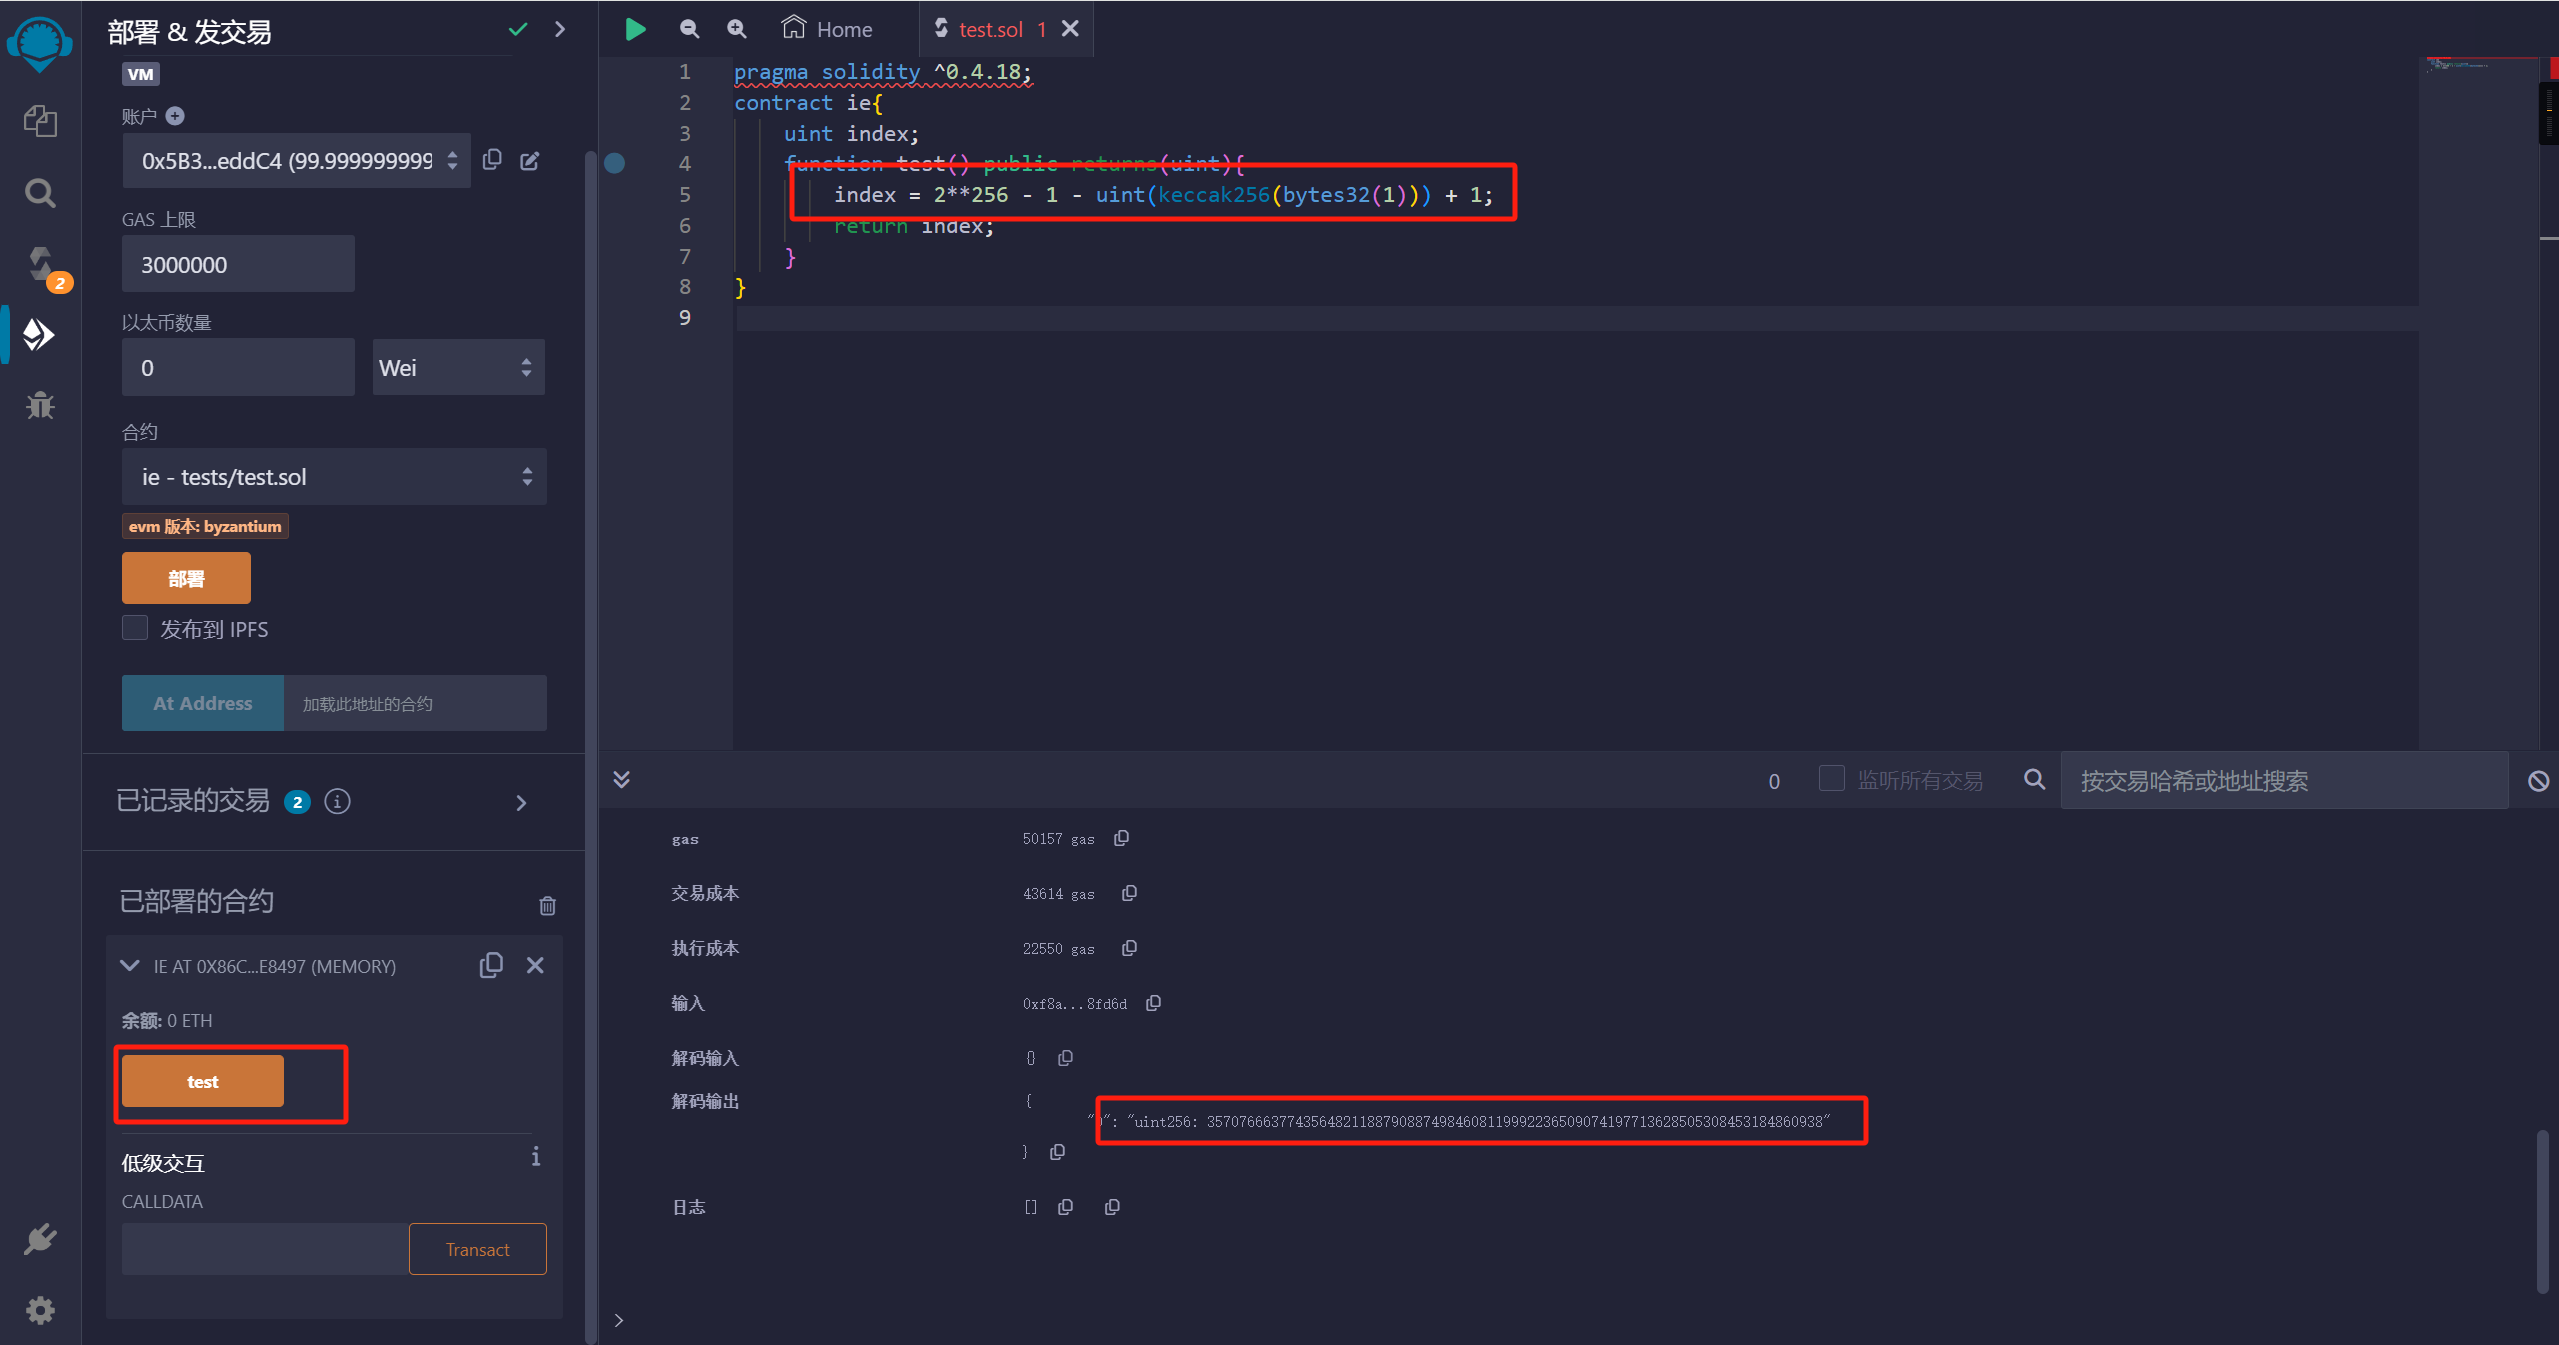 部署 & 发交易
VM
账户
0x5B3...eddC4 (99.999999999
GAS 上限
3000000
以太币数量
0
Wei
合约
ie - tests/test.sol
evm 版本: byzantium
部署
发布到 IPFS
At Address
加载此地址的合约
已记录的交易 2
已部署的合约
IE AT 0X86C...E8497 (MEMORY)
余额: 0 ETH
test
低级交互
CALLDATA
Transact
2
Home
test.sol 1
1 pragma solidity ^0.4.18;
2 contract ie{
3 uint index;
4 function test() public returns(uint){
5 index = 2**256 - 1 - uint(keccak256(bytes32(1))) + 1;
6 return index;
7 }
8 }
9
0
监听所有交易
按交易哈希或地址搜索
gas 50157 gas
交易成本 43614 gas
执行成本 22550 gas
输入 0xf8a...8fd6d
解码输入 {}
解码输出 {
"0": "uint256: 35707666377435648211887908874984608119992236509074197713628505308453184860938"
}
日志 []
>